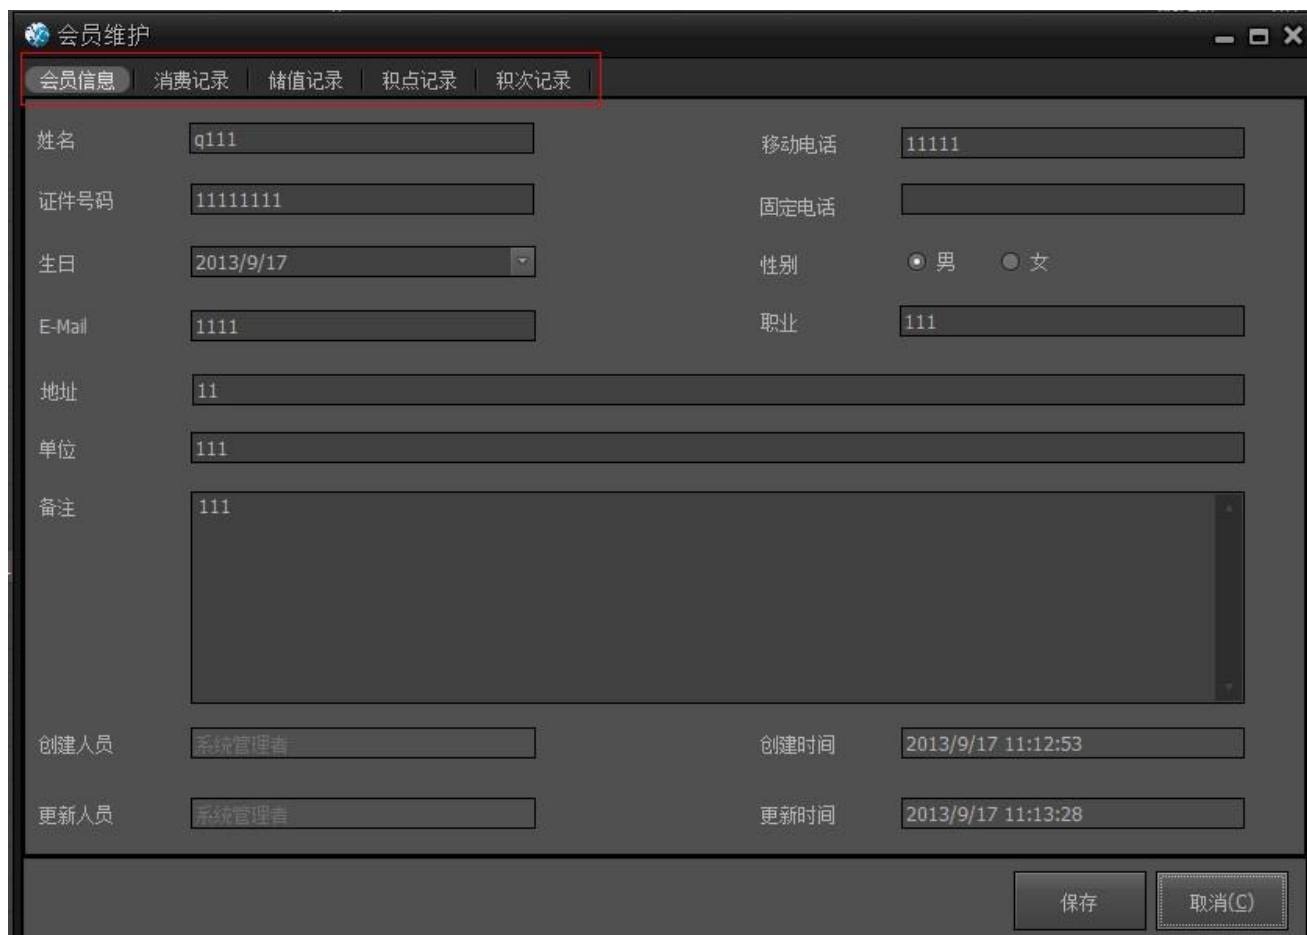 会员维护
会员信息 消费记录 储值记录 积点记录 积次记录
姓名 q111 移动电话 11111
证件号码 11111111 固定电话
生日 2013/9/17 性别 男 女
E-Mail 1111 职业 111
地址 11
单位 111
备注 111
创建人员 系统管理者 创建时间 2013/9/17 11:12:53
更新人员 系统管理者 更新时间 2013/9/17 11:13:28
保存 取消(C)